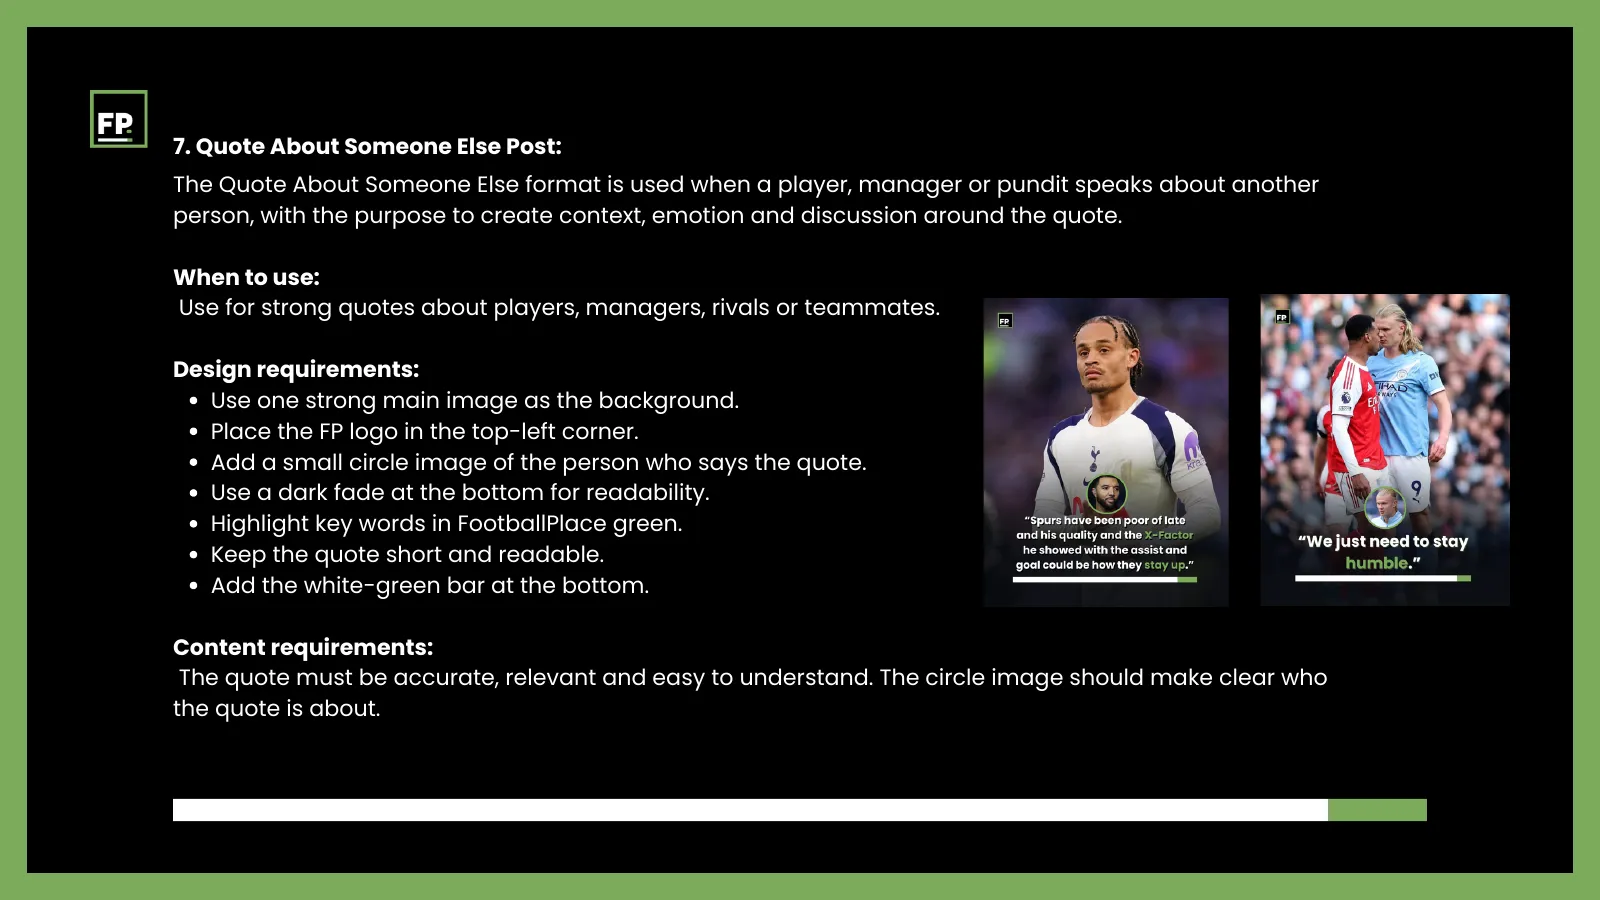 FP.
7. Quote About Someone Else Post:
The Quote About Someone Else format is used when a player, manager or pundit speaks about another
person, with the purpose to create context, emotion and discussion around the quote.
When to use:
Use for strong quotes about players, managers, rivals or teammates.
Design requirements:
• Use one strong main image as the background.
• Place the FP logo in the top-left corner.
• Add a small circle image of the person who says the quote.
• Use a dark fade at the bottom for readability.
• Highlight key words in FootballPlace green.
• Keep the quote short and readable.
• Add the white-green bar at the bottom.
Content requirements:
The quote must be accurate, relevant and easy to understand. The circle image should make clear who
the quote is about.
FP.
“Spurs have been poor of late
and his quality and the X-Factor
he showed with the assist and
goal could be how they stay up.”
FP.
9
“We just need to stay
humble.”